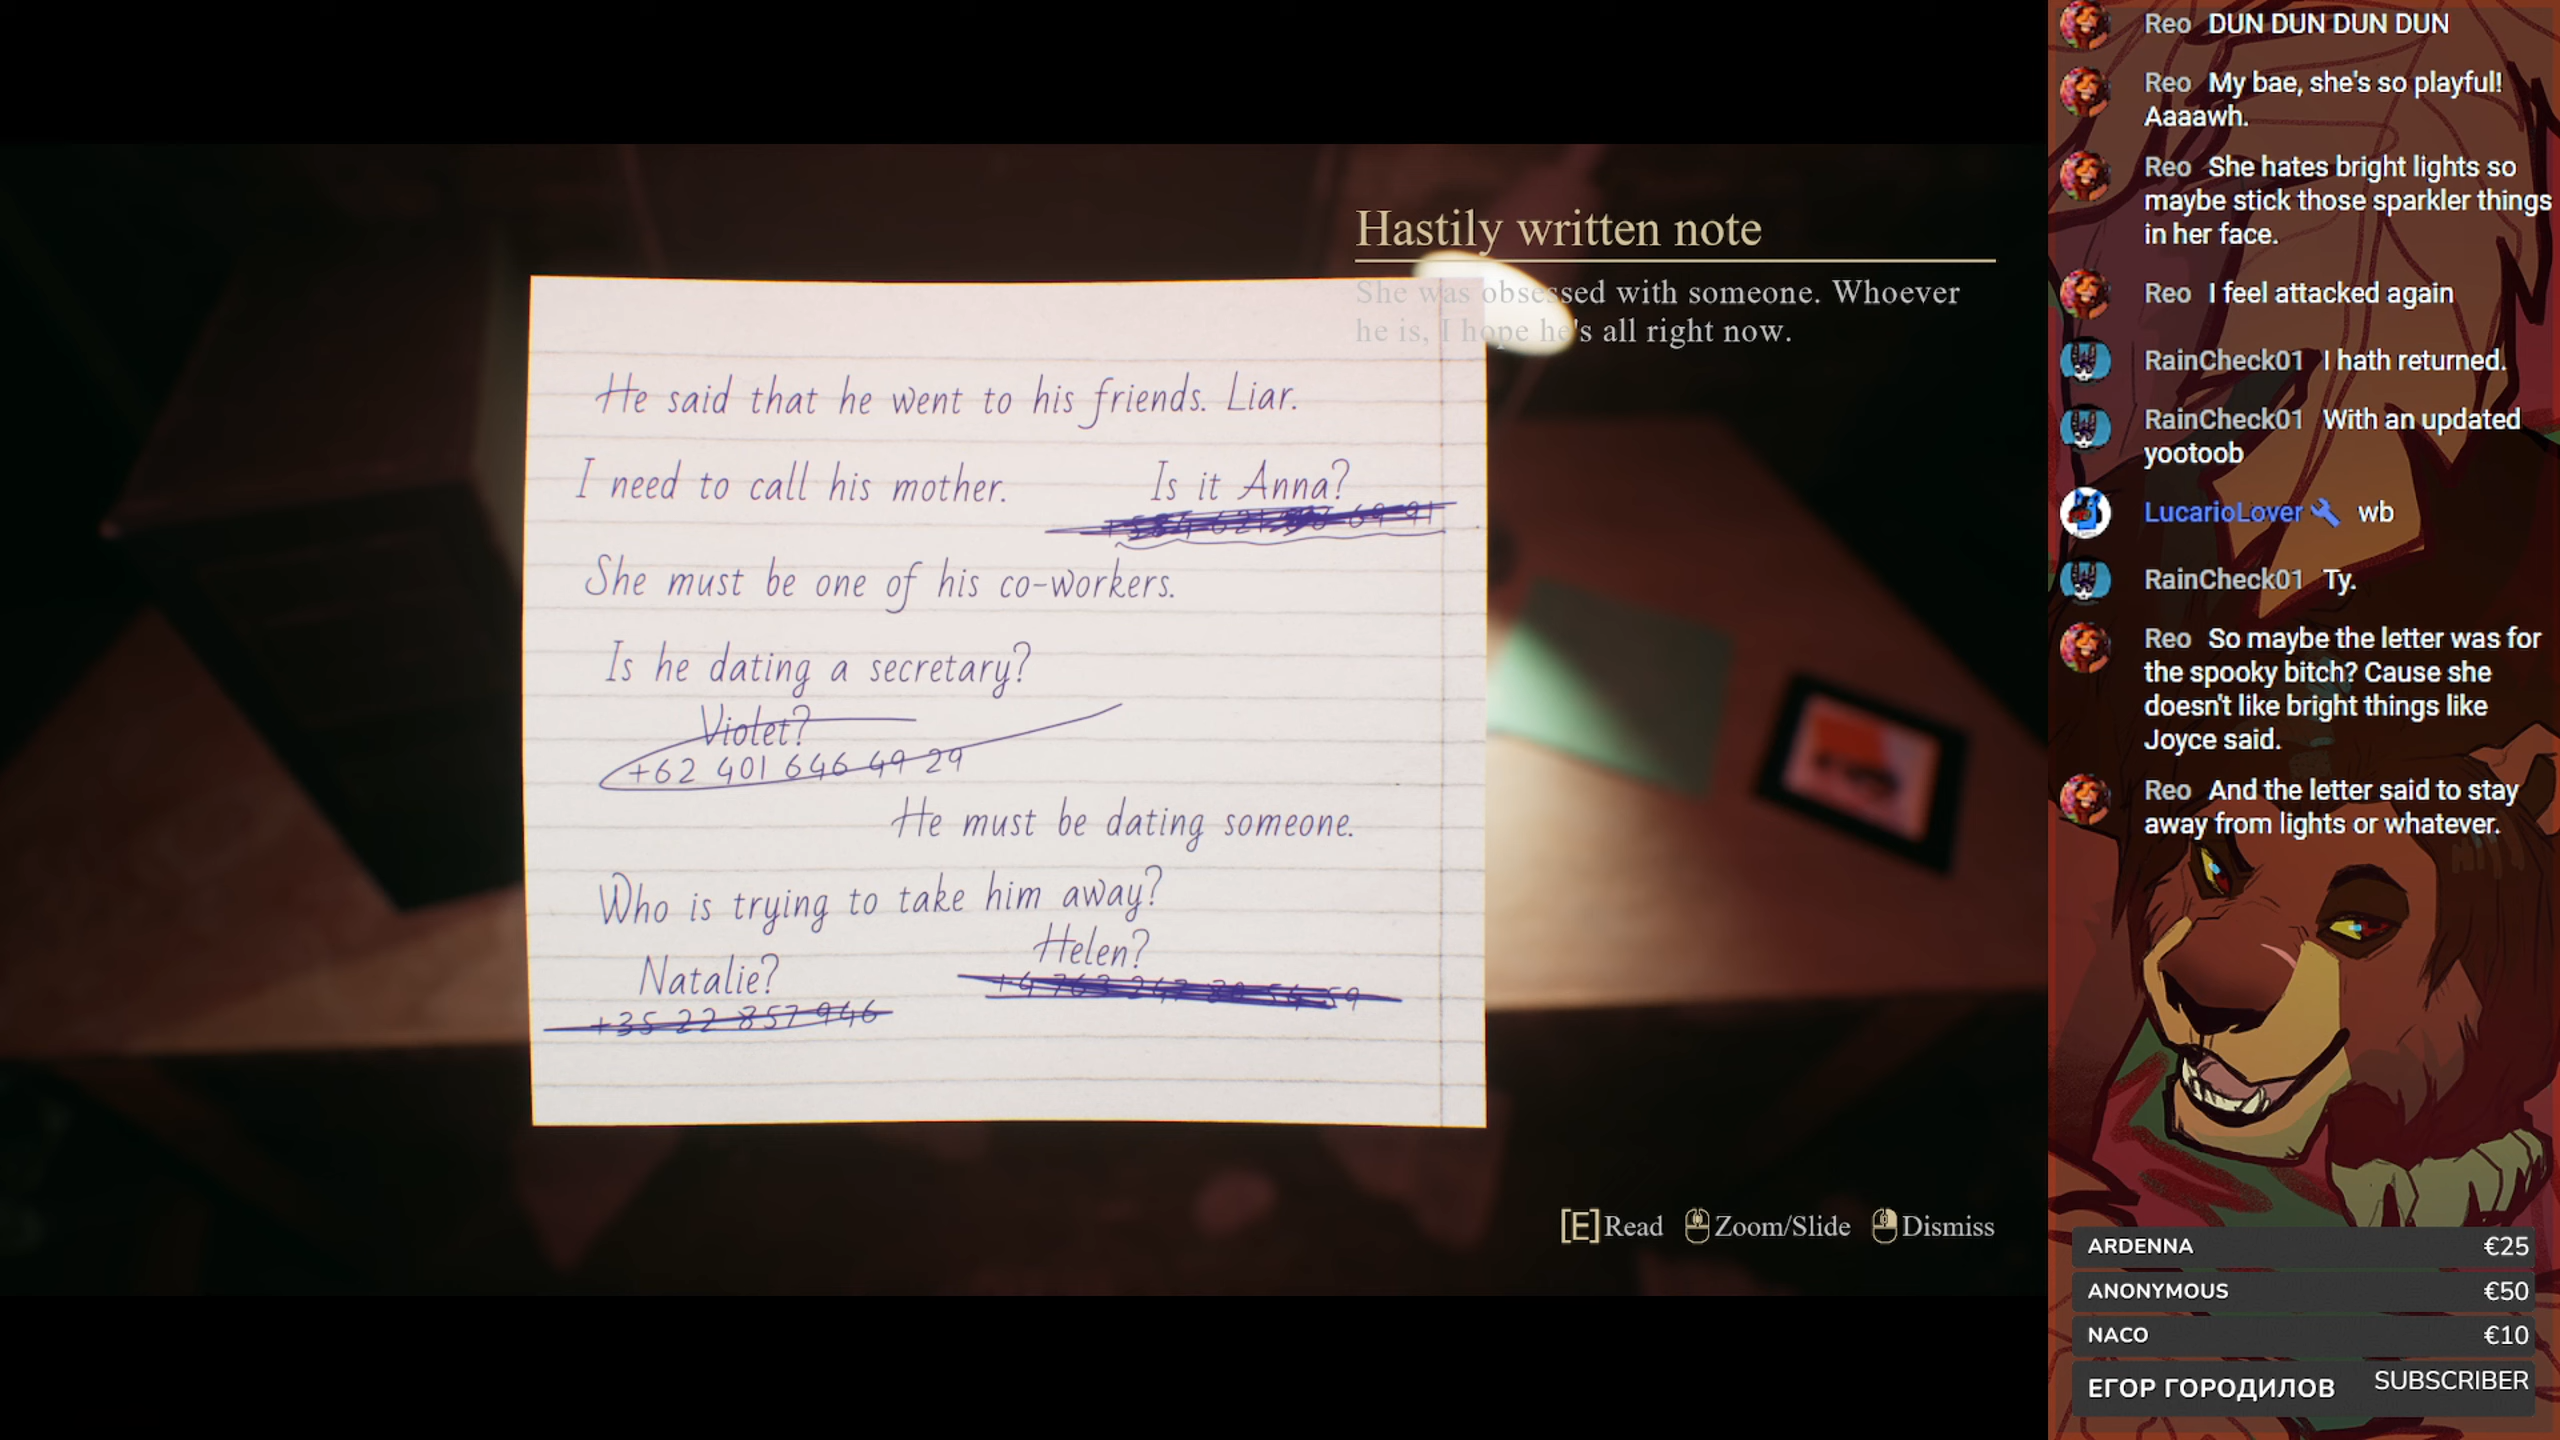 Hastily written note
She was obsessed with someone. Whoever
he is, I hope he's all right now.
He said that he went to his friends. Liar.
I need to call his mother.
Is it Anna?
She must be one of his co-workers.
Is he dating a secretary?
Violet?
+62 401 646 49 29
He must be dating someone.
Who is trying to take him away?
Helen?
Natalie?
+35 22 857 946
[E] Read Zoom/Slide Dismiss
Reo DUN DUN DUN DUN
Reo My bae, she's so playful!
Aaaawh.
Reo She hates bright lights so
maybe stick those sparkler things
in her face.
Reo I feel attacked again
RainCheck01 I hath returned.
RainCheck01 With an updated
yootoob
LucarioLover wb
RainCheck01 Ty.
Reo So maybe the letter was for
the spooky bitch? Cause she
doesn't like bright things like
Joyce said.
Reo And the letter said to stay
away from lights or whatever.
ARDENNA €25
ANONYMOUS €50
NACO €10
ЕГОР ГОРОДИЛОВ SUBSCRIBER